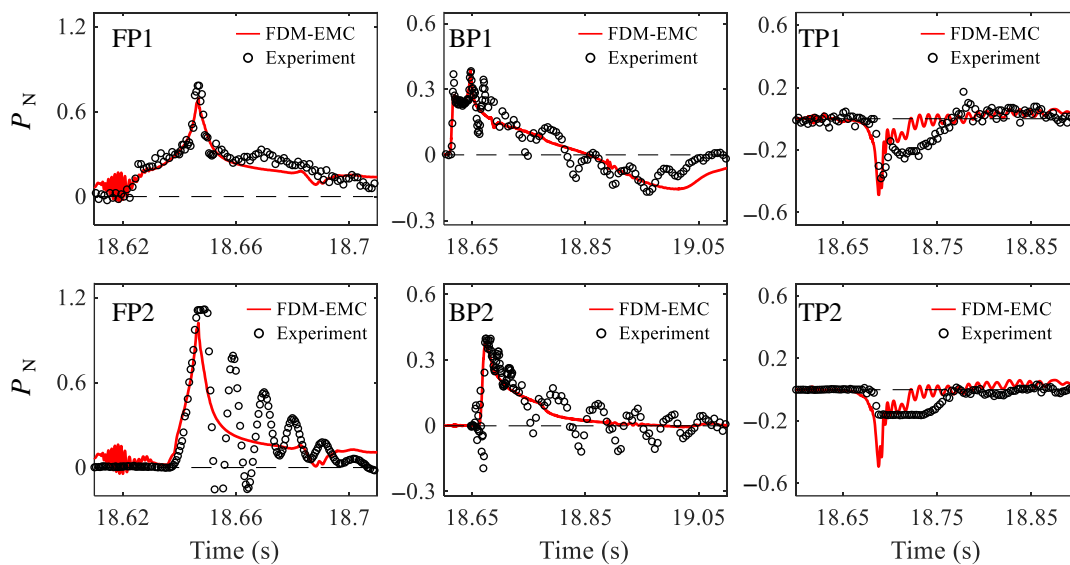 FP1
FDM-EMC
Experiment
1.2
0.6
0
P_N
18.62
18.66
18.7
BP1
FDM-EMC
Experiment
0.6
0.3
0
−0.3
18.65
18.85
19.05
TP1
FDM-EMC
Experiment
0.6
0.2
−0.2
−0.6
18.65
18.75
18.85
FP2
FDM-EMC
Experiment
1.2
0.6
0
P_N
18.62
18.66
18.7
Time (s)
BP2
FDM-EMC
Experiment
0.6
0.3
0
−0.3
18.65
18.85
19.05
Time (s)
TP2
FDM-EMC
Experiment
0.6
0.2
−0.2
−0.6
18.65
18.75
18.85
Time (s)